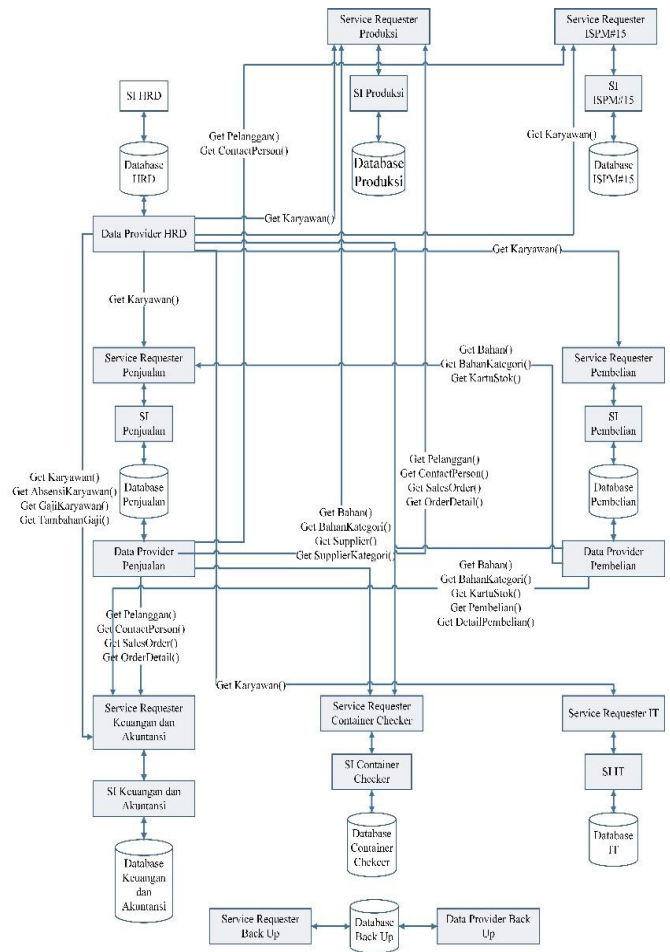 Service Requester
Produksi
Service Requester
ISPM#15
SI HRD
SI Produksi
SI
ISPM#15
Get Pelanggan()
Get ContactPerson()
Get Karyawan()
Database
HRD
Database
Produksi
Database
ISPM#15
Data Provider HRD
Get Karyawan()
Get Karyawan()
Get Karyawan()
Service Requester
Penjualan
Get Bahan()
Get BahanKategori()
Get KartuStok()
Service Requester
Pembelian
SI
Penjualan
SI
Pembelian
Get Karyawan()
Get AbsensiKaryawan()
Get GajiKaryawan()
Get TambahanGaji()
Database
Penjualan
Get Pelanggan()
Get ContactPerson()
Get SalesOrder()
Get OrderDetail()
Database
Pembelian
Get Bahan()
Get BahanKategori()
Get Supplier()
Get SupplierKategori()
Data Provider
Penjualan
Data Provider
Pembelian
Get Bahan()
Get BahanKategori()
Get KartuStok()
Get Pembelian()
Get DetailPembelian()
Get Pelanggan()
Get ContactPerson()
Get SalesOrder()
Get OrderDetail()
Get Karyawan()
Service Requester
Keuangan dan
Akuntansi
Service Requester
Container Checker
Service Requester IT
SI Keuangan dan
Akuntansi
SI Container
Checker
SI IT
Database
Keuangan
dan
Akuntansi
Database
Container
Chekcer
Database
IT
Service Requester
Back Up
Database
Back Up
Data Provider Back
Up